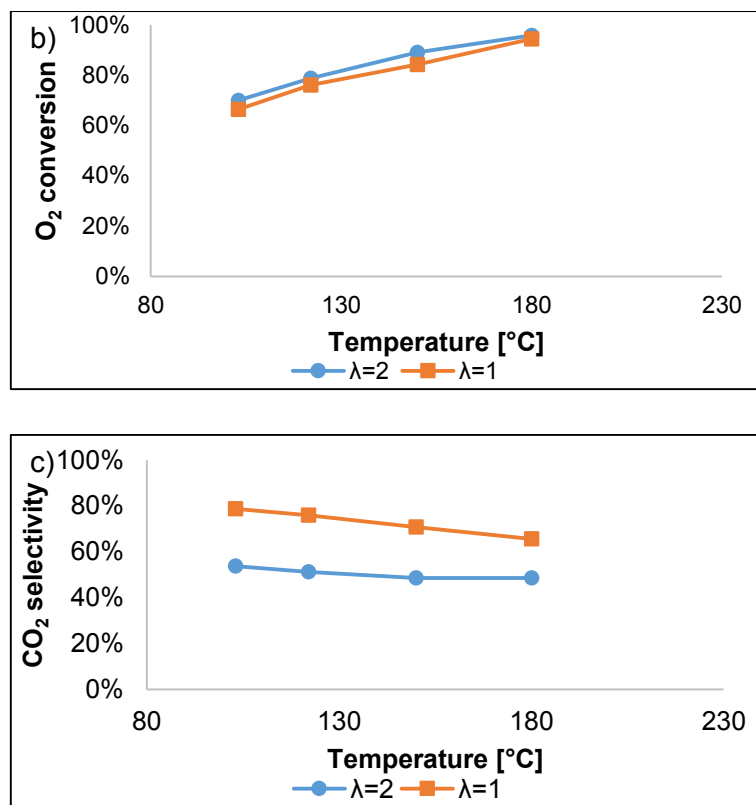 b)
100%
80%
60%
40%
20%
0%
O₂ conversion
80 130 180 230
Temperature [°C]
λ=2 λ=1
c)
100%
80%
60%
40%
20%
0%
CO₂ selectivity
80 130 180 230
Temperature [°C]
λ=2 λ=1